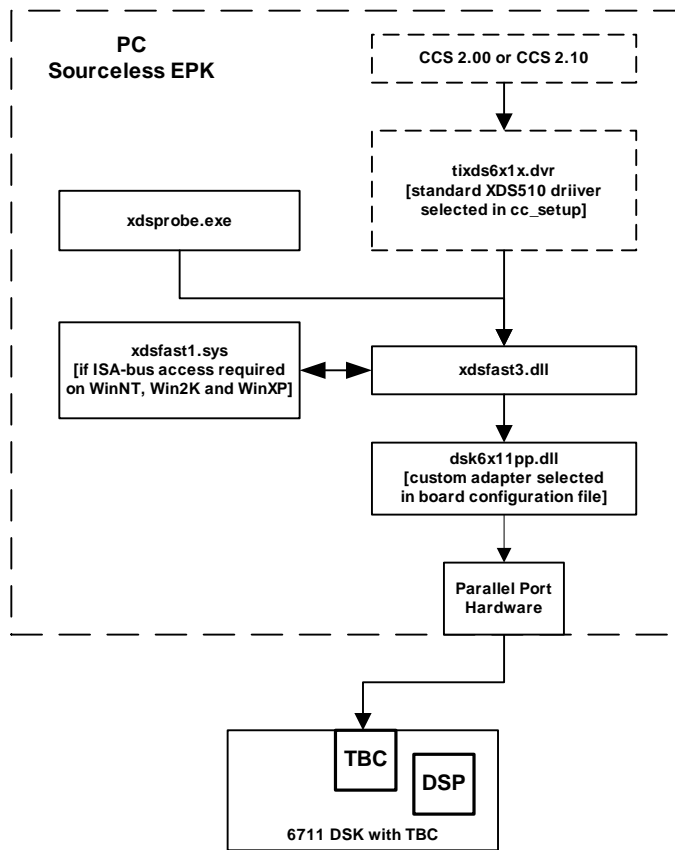 PC
Sourceless EPK
CCS 2.00 or CCS 2.10
tixds6x1x.dvr
[standard XDS510 driiver
selected in cc_setup]
xdsprobe.exe
xdsfast1.sys
[if ISA-bus access required
on WinNT, Win2K and WinXP]
xdsfast3.dll
dsk6x11pp.dll
[custom adapter selected
in board configuration file]
Parallel Port
Hardware
TBC
DSP
6711 DSK with TBC